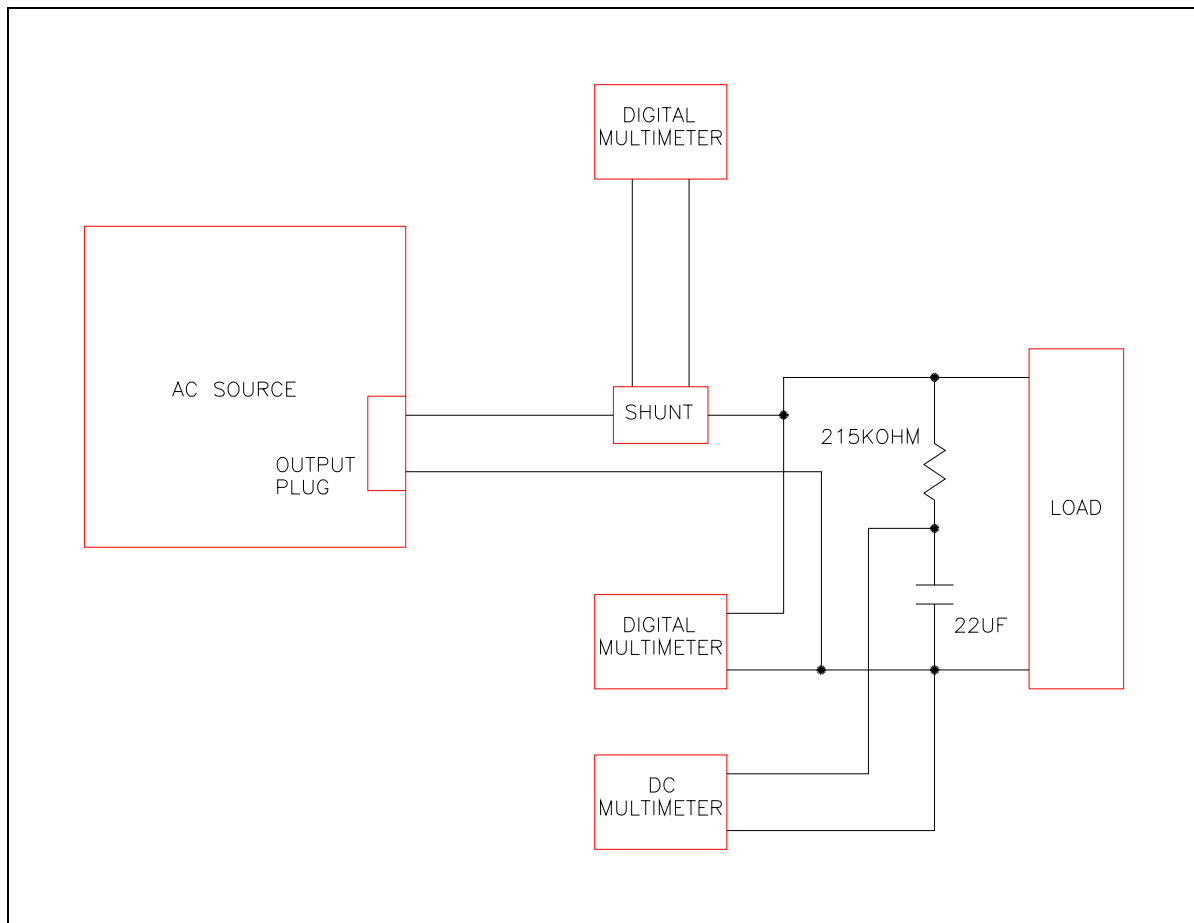 DIGITAL
MULTIMETER
AC SOURCE
OUTPUT
PLUG
SHUNT
215KOHM
LOAD
22UF
DIGITAL
MULTIMETER
DC
MULTIMETER